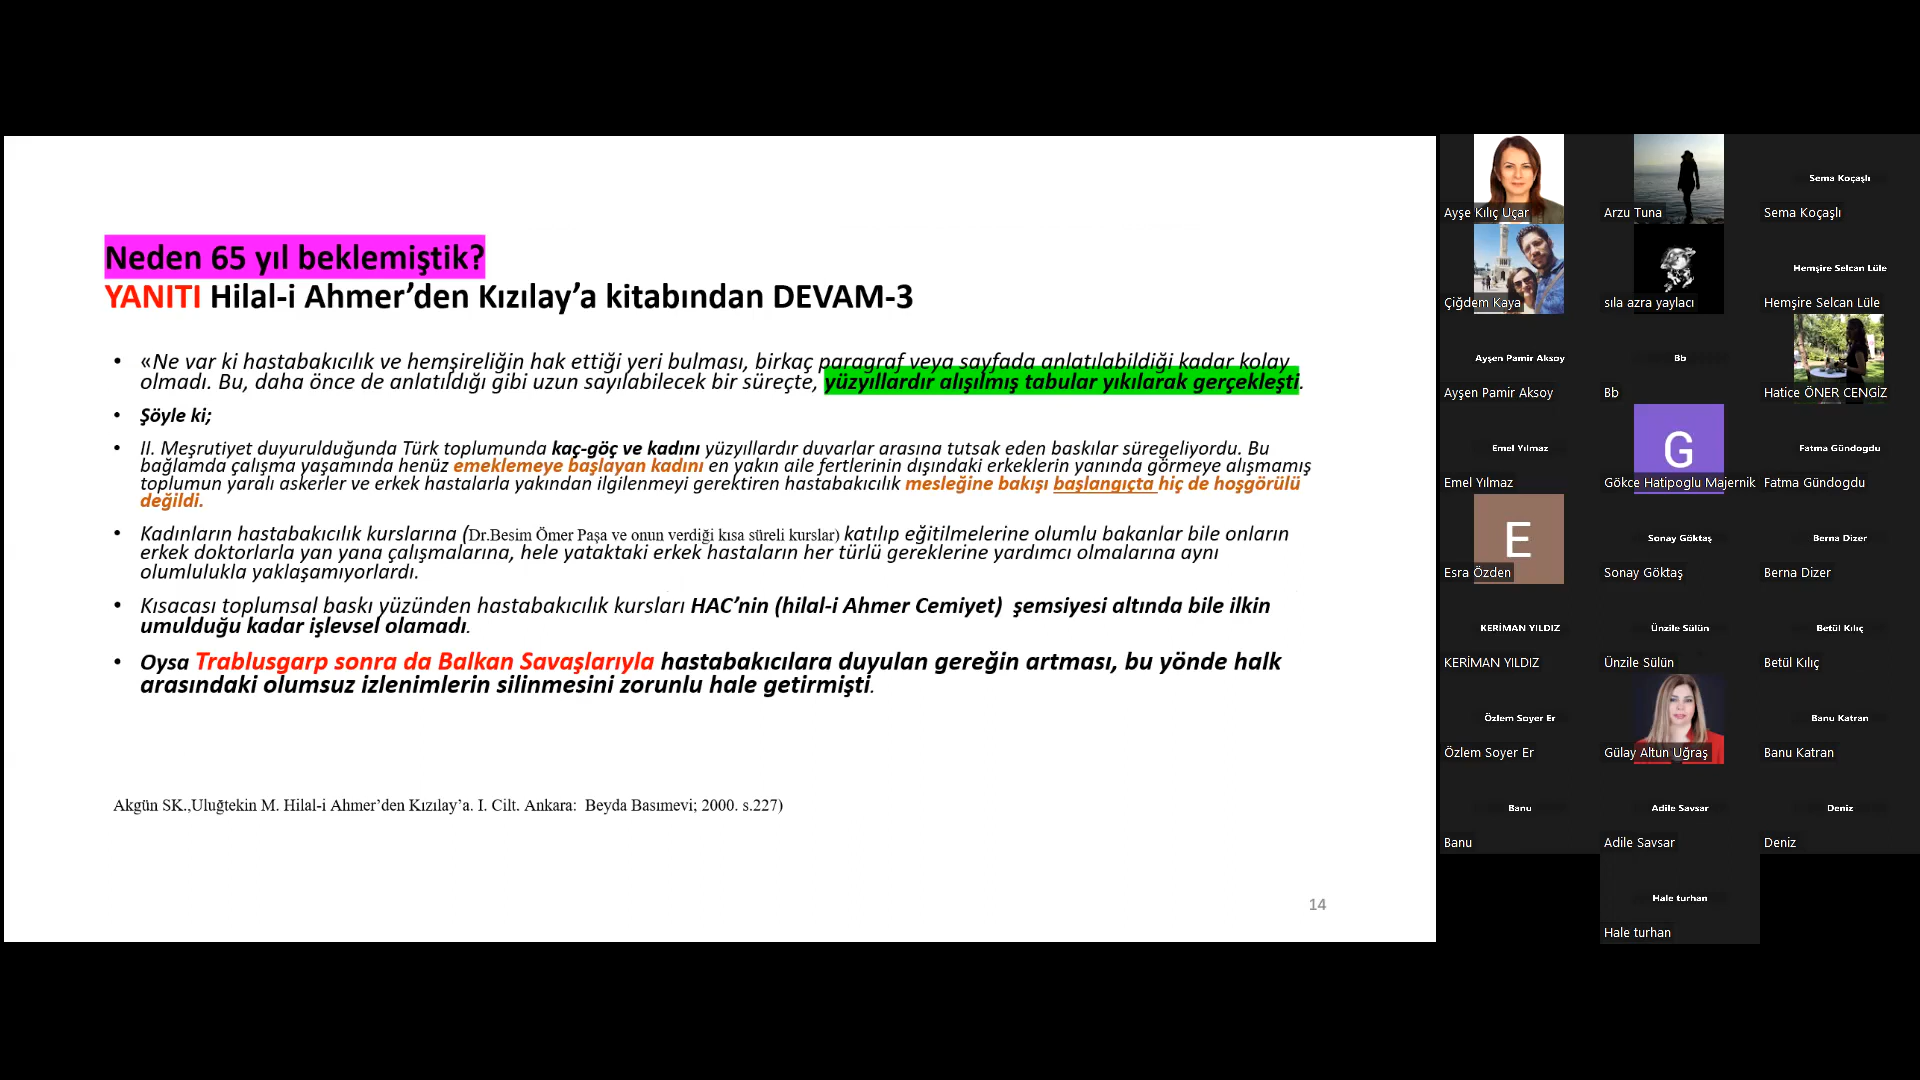 Neden 65 yıl beklemiştik?
YANITI Hilal-i Ahmer’den Kızılay’a kitabından DEVAM-3
• «Ne var ki hastabakıcılık ve hemşireliğin hak ettiği yeri bulması, birkaç paragraf veya sayfada anlatılabildiği kadar kolay
olmadı. Bu, daha önce de anlatıldığı gibi uzun sayılabilecek bir süreçte, yüzyıllardır alışılmış tabular yıkılarak gerçekleşti.
• Şöyle ki;
• II. Meşrutiyet duyurulduğunda Türk toplumunda kaç-göç ve kadını yüzyıllardır duvarlar arasına tutsak eden baskılar süregeliyordu. Bu
bağlamda çalışma yaşamında henüz emeklemeye başlayan kadını en yakın aile fertlerinin dışındaki erkeklerin yanında görmeye alışmamış
toplumun yaralı askerler ve erkek hastalarla yakından ilgilenmeyi gerektiren hastabakıcılık mesleğine bakışı başlangıçta hiç de hoşgörülü
değildi.
• Kadınların hastabakıcılık kurslarına (Dr.Besim Ömer Paşa ve onun verdiği kısa süreli kurslar) katılıp eğitilmelerine olumlu bakanlar bile onların
erkek doktorlarla yan yana çalışmalarına, hele yataktaki erkek hastaların her türlü gereklerine yardımcı olmalarına aynı
olumlulukla yaklaşamıyorlardı.
• Kısacası toplumsal baskı yüzünden hastabakıcılık kursları HAC’nin (hilal-i Ahmer Cemiyet) şemsiyesi altında bile ilkin
umulduğu kadar işlevsel olamadı.
• Oysa Trablusgarp sonra da Balkan Savaşlarıyla hastabakıcılara duyulan gereğin artması, bu yönde halk
arasındaki olumsuz izlenimlerin silinmesini zorunlu hale getirmişti.
Akgün SK.,Uluğtekin M. Hilal-i Ahmer’den Kızılay’a. I. Cilt. Ankara: Beyda Basımevi; 2000. s.227)
14
Sema Koçaşlı
Ayşe Kılıç Uçar
Arzu Tuna
Sema Koçaşlı
Hemşire Selcan Lüle
Çiğdem Kaya
sıla azra yaylacı
Hemşire Selcan Lüle
Ayşen Pamir Aksoy
Bb
Ayşen Pamir Aksoy
Bb
Hatice ÖNER CENGİZ
Emel Yılmaz
G
Fatma Gündogdu
Emel Yılmaz
Gökce Hatipoglu Majernik
Fatma Gündogdu
E
Sonay Göktaş
Berna Dizer
Esra Özden
Sonay Göktaş
Berna Dizer
KERİMAN YILDIZ
Ünzile Sülün
Betül Kılıç
KERİMAN YILDIZ
Ünzile Sülün
Betül Kılıç
Özlem Soyer Er
Banu Katran
Özlem Soyer Er
Gülay Altun Uğraş
Banu Katran
Banu
Adile Savsar
Deniz
Banu
Adile Savsar
Deniz
Hale turhan
Hale turhan